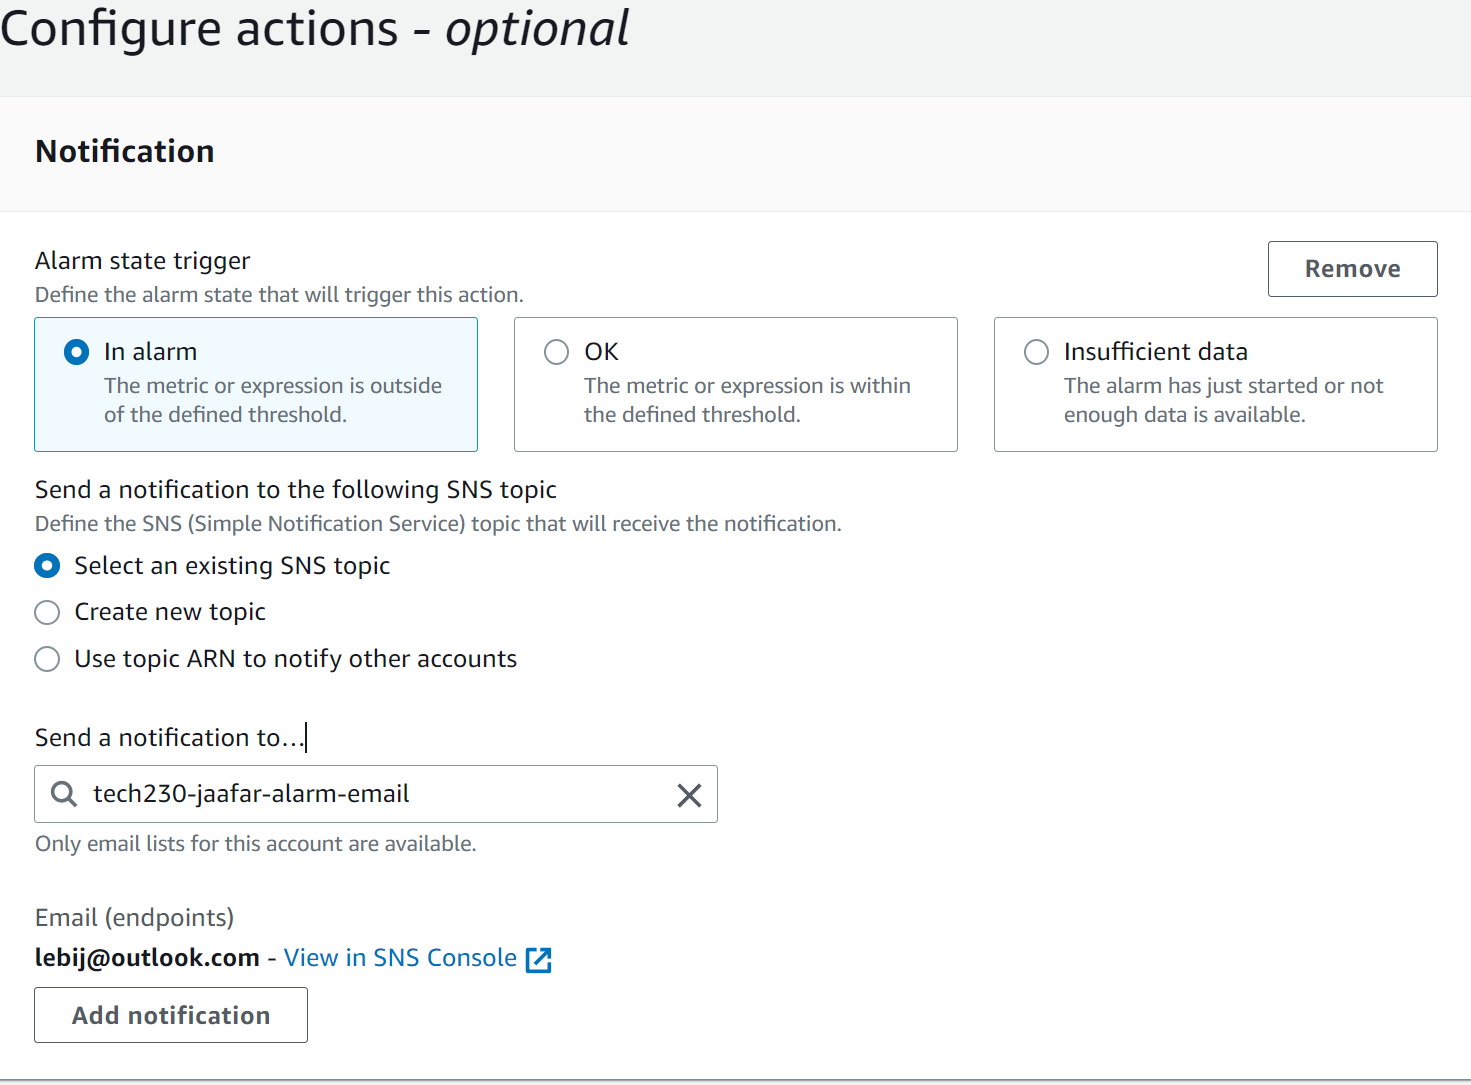 Configure actions - optional
Notification
Alarm state trigger
Remove
Define the alarm state that will trigger this action.
In alarm
The metric or expression is outside
of the defined threshold.
OK
The metric or expression is within
the defined threshold.
Insufficient data
The alarm has just started or not
enough data is available.
Send a notification to the following SNS topic
Define the SNS (Simple Notification Service) topic that will receive the notification.
Select an existing SNS topic
Create new topic
Use topic ARN to notify other accounts
Send a notification to…
tech230-jaafar-alarm-email
Only email lists for this account are available.
Email (endpoints)
lebij@outlook.com - View in SNS Console
Add notification